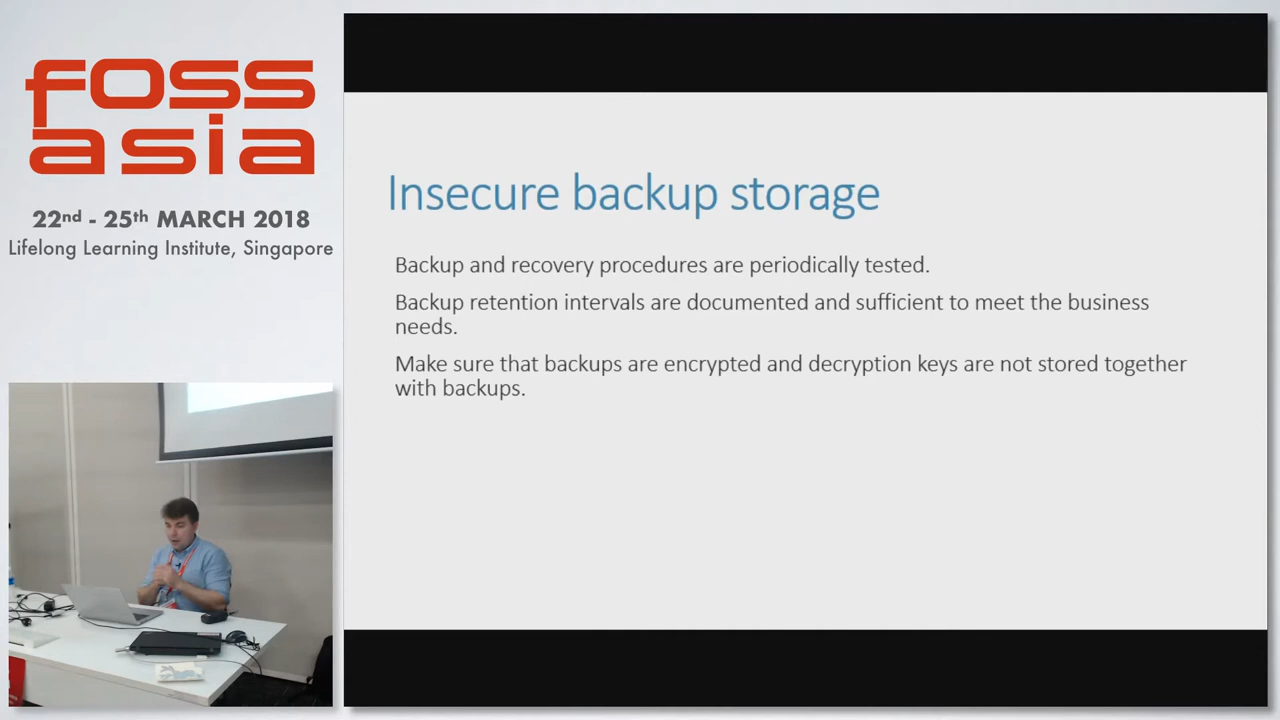 foss
asia
22nd - 25th MARCH 2018
Lifelong Learning Institute, Singapore
Insecure backup storage
Backup and recovery procedures are periodically tested.
Backup retention intervals are documented and sufficient to meet the business
needs.
Make sure that backups are encrypted and decryption keys are not stored together
with backups.